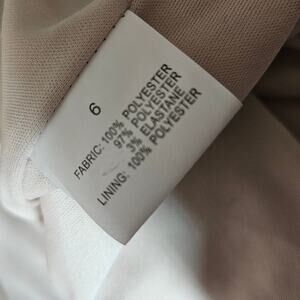 6
FABRIC: 100% POLYESTER
97% POLYESTER
3% ELASTANE
LINING: 100% POLYESTER